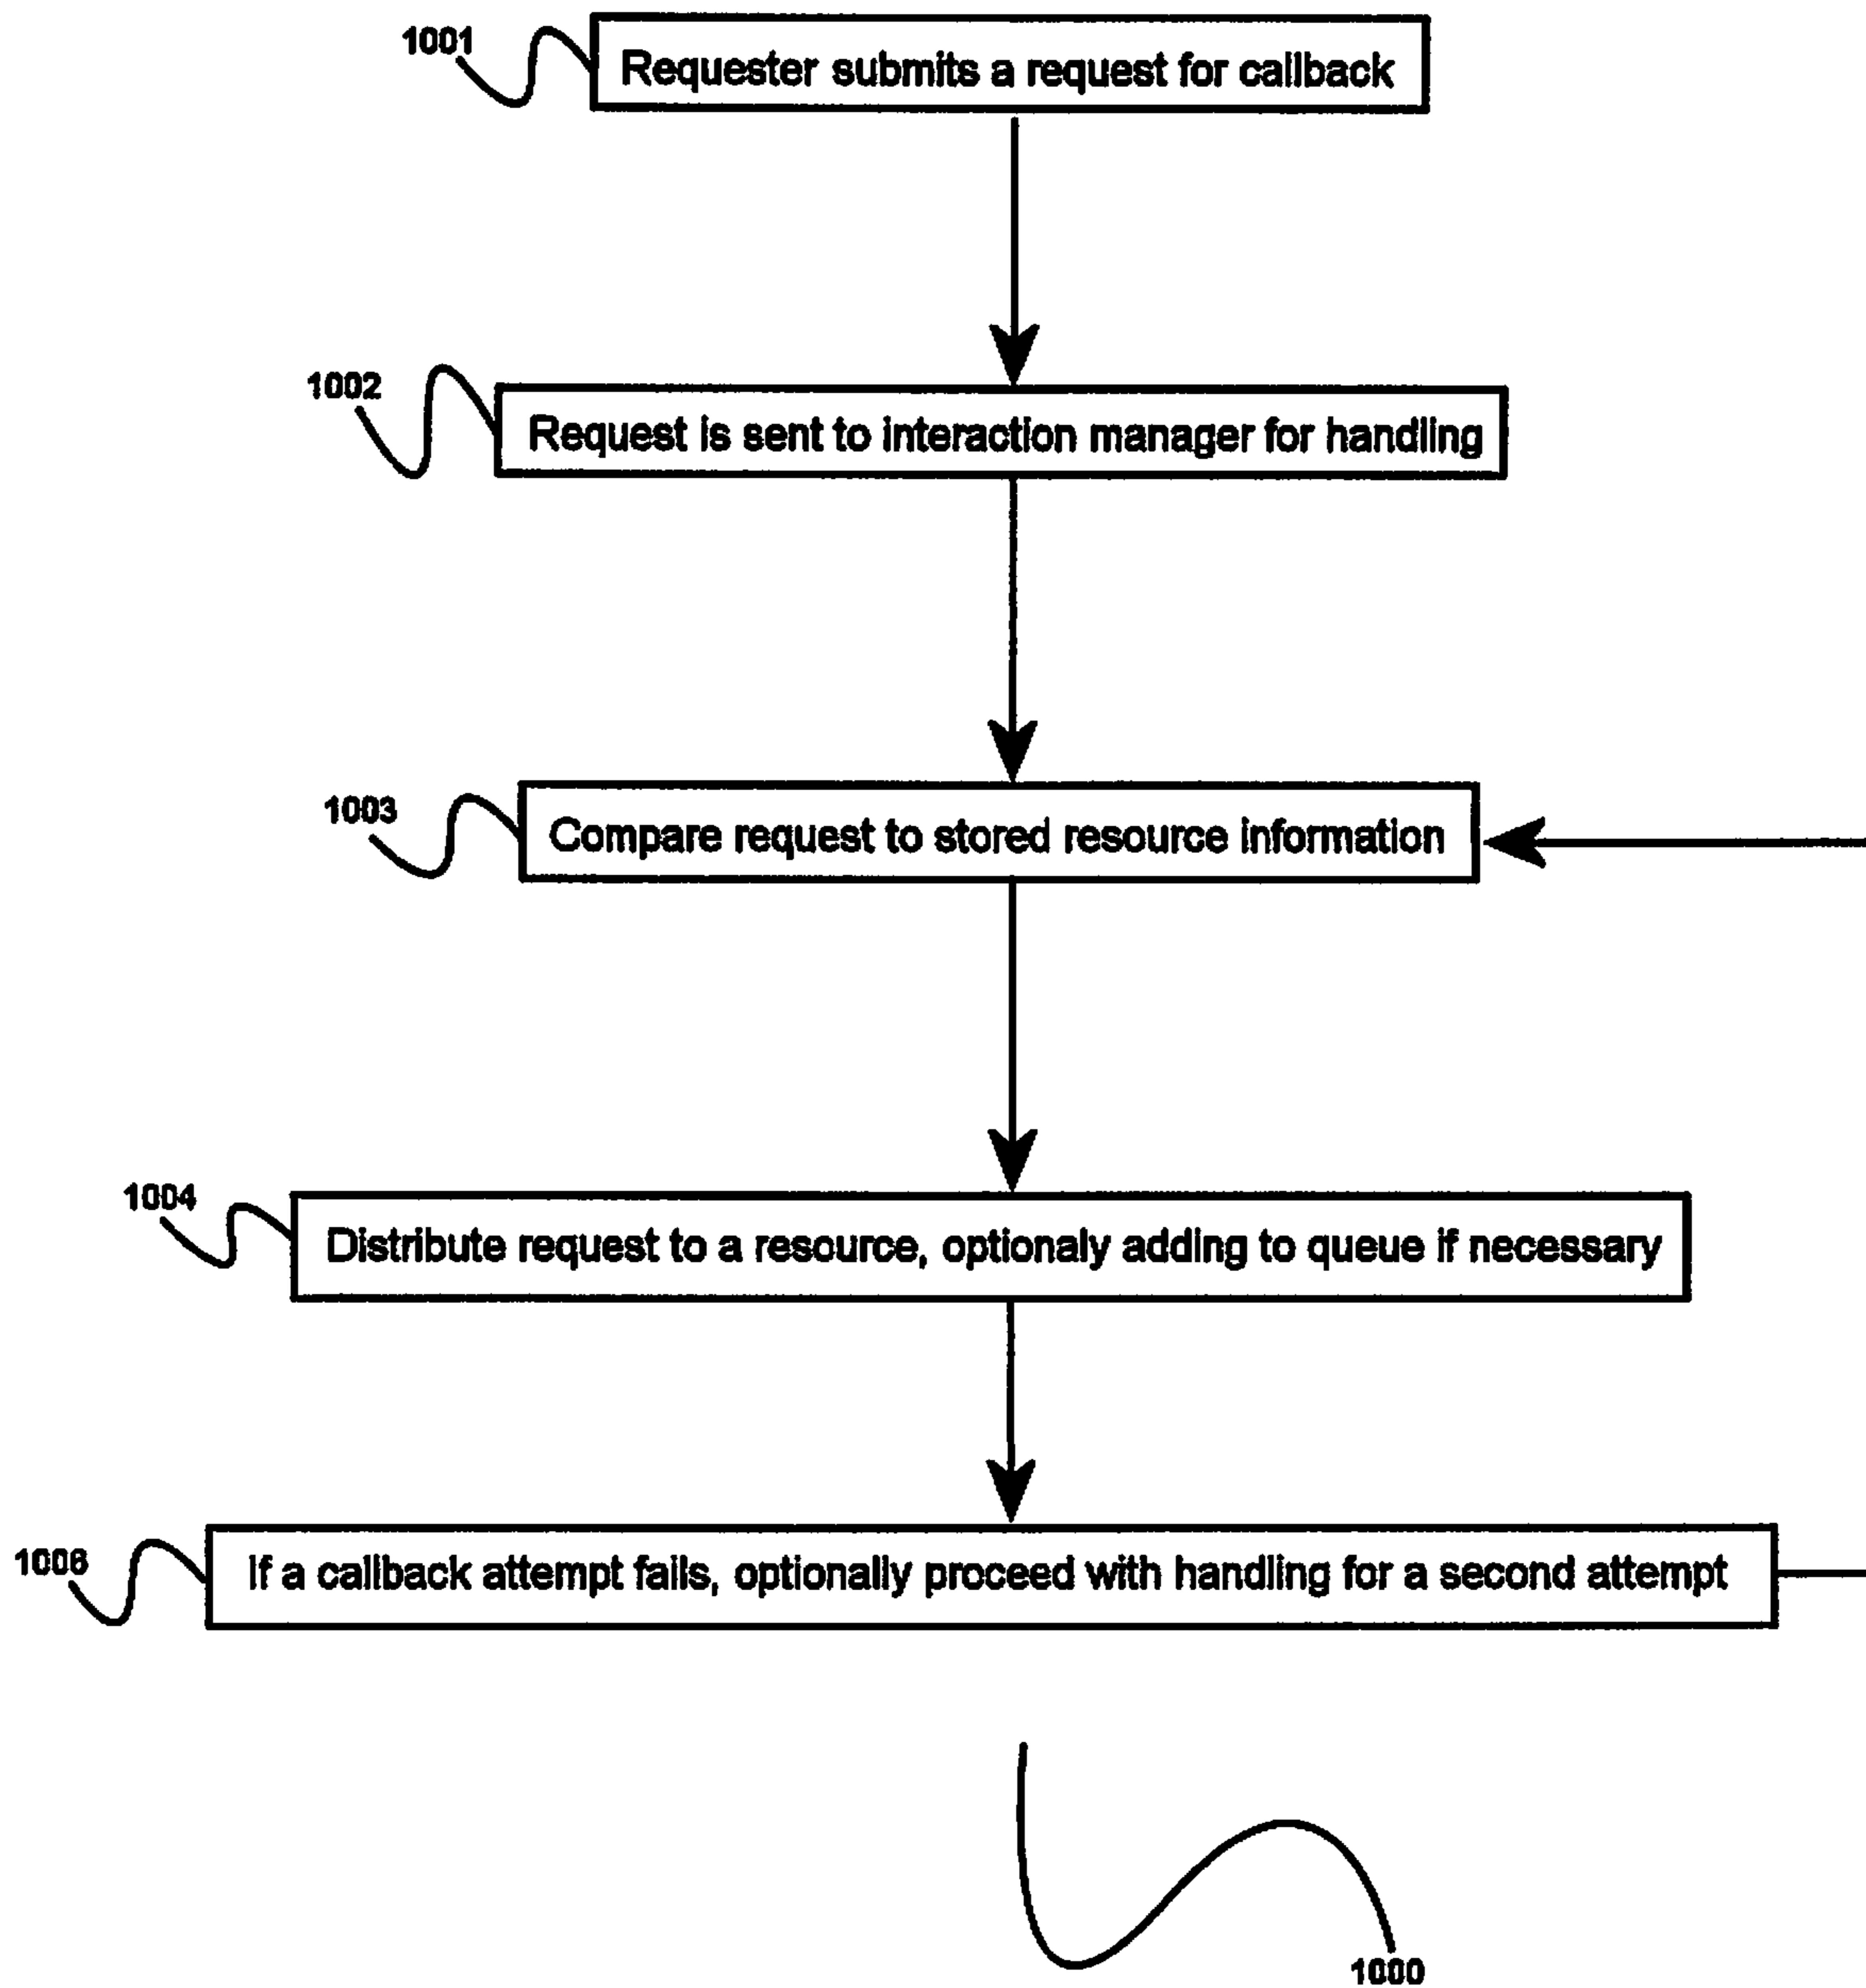 1001
Requester submits a request for callback
1002
Request is sent to interaction manager for handling
1003
Compare request to stored resource information
1004
Distribute request to a resource, optionaly adding to queue if necessary
1006
If a callback attempt fails, optionally proceed with handling for a second attempt
1000